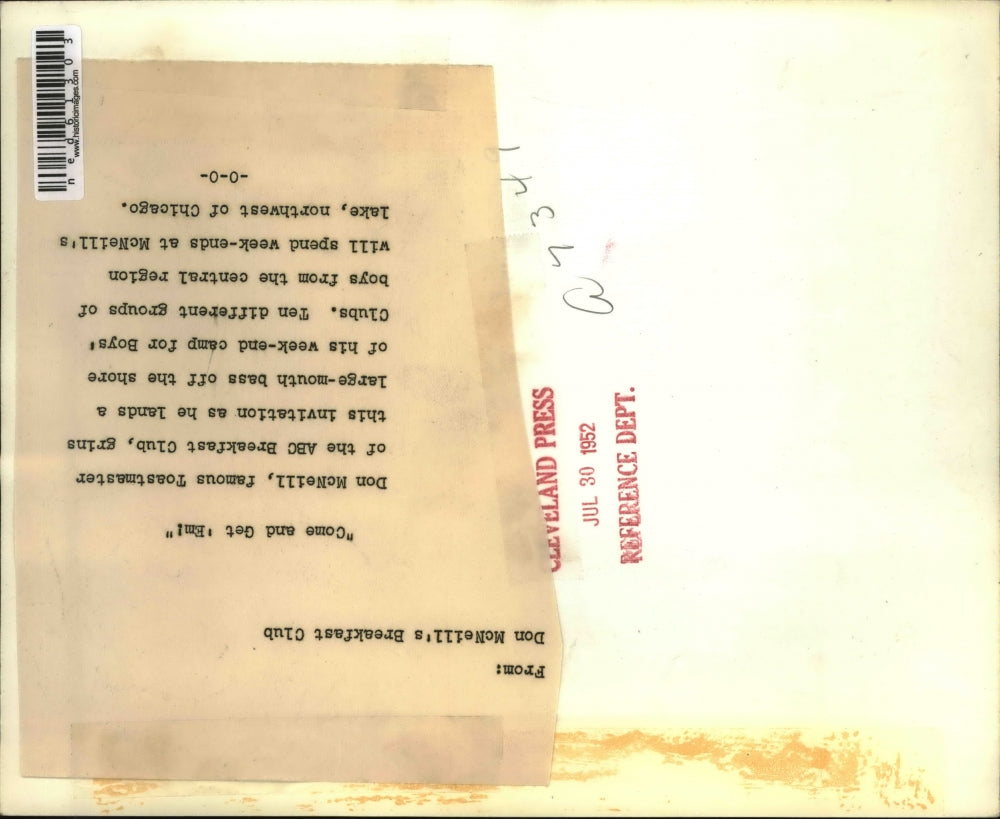 From:
Don McNeill's Breakfast Club
"Come and Get 'Em!"
Don McNeill, famous Toastmaster
of the ABC Breakfast Club, grins
this invitation as he lands a
large-mouth bass off the shore
of his week-end camp for Boys'
Clubs. Ten different groups of
boys from the central region
will spend week-ends at McNeill's
lake, northwest of Chicago.
-0-0-
CLEVELAND PRESS
JUL 30 1952
REFERENCE DEPT.
ned61303
www.historicimages.com